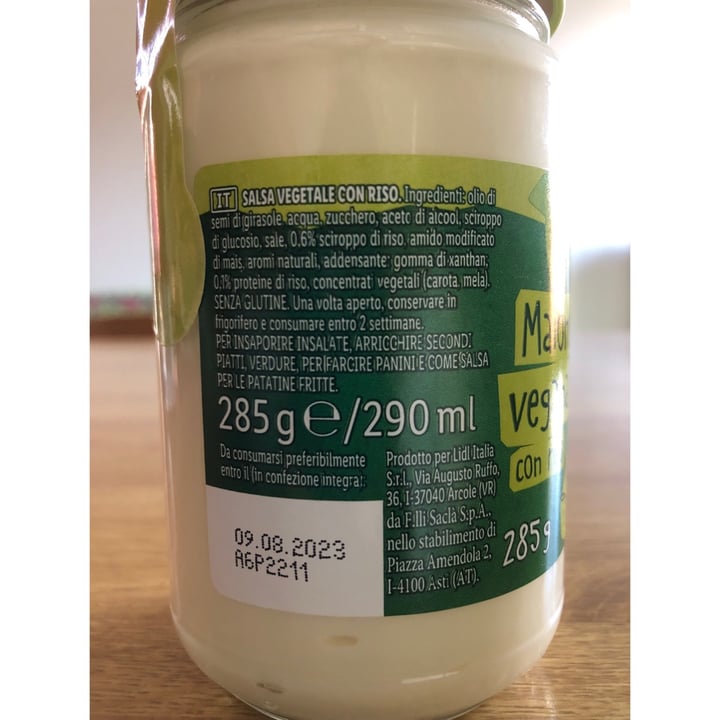 IT SALSA VEGETALE CON RISO. Ingredienti: olio di
semi di girasole, acqua, zucchero, aceto di alcool, sciroppo
di glucosio, sale, 0.6% sciroppo di riso, amido modificato
di mais, aromi naturali, addensante: gomma di xanthan;
0.1% proteine di riso, concentrati vegetali (carota, mela).
SENZA GLUTINE. Una volta aperto, conservare in
frigorifero e consumare entro 2 settimane.
PER INSAPORIRE INSALATE, ARRICCHIRE SECONDI
PIATTI, VERDURE, PER FARCIRE PANINI E COME SALSA
PER LE PATATINE FRITTE.
285 g ℮/290 ml
Da consumarsi preferibilmente
entro il (in confezione integra):
09.08.2023
A6P2211
Prodotto per Lidl Italia
S.r.l., Via Augusto Ruffo,
36, I-37040 Arcole (VR)
da F.lli Saclà S.p.A.,
nello stabilimento di
Piazza Amendola 2,
I-4100 Asti (AT).
con
285g